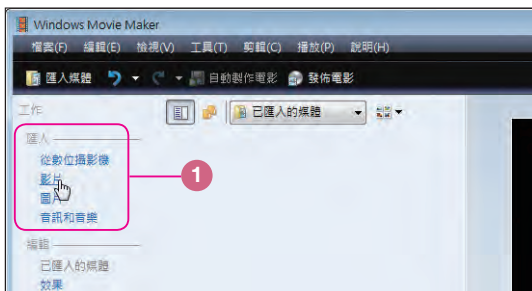 Windows Movie Maker
檔案(F) 編輯(E) 檢視(V) 工具(T) 剪輯(C) 播放(P) 說明(H)
匯入媒體 自動製作電影 發佈電影
工作 已匯入的媒體
匯入
從數位攝影機
影片
圖片
音訊和音樂
1
編輯
已匯入的媒體
效果